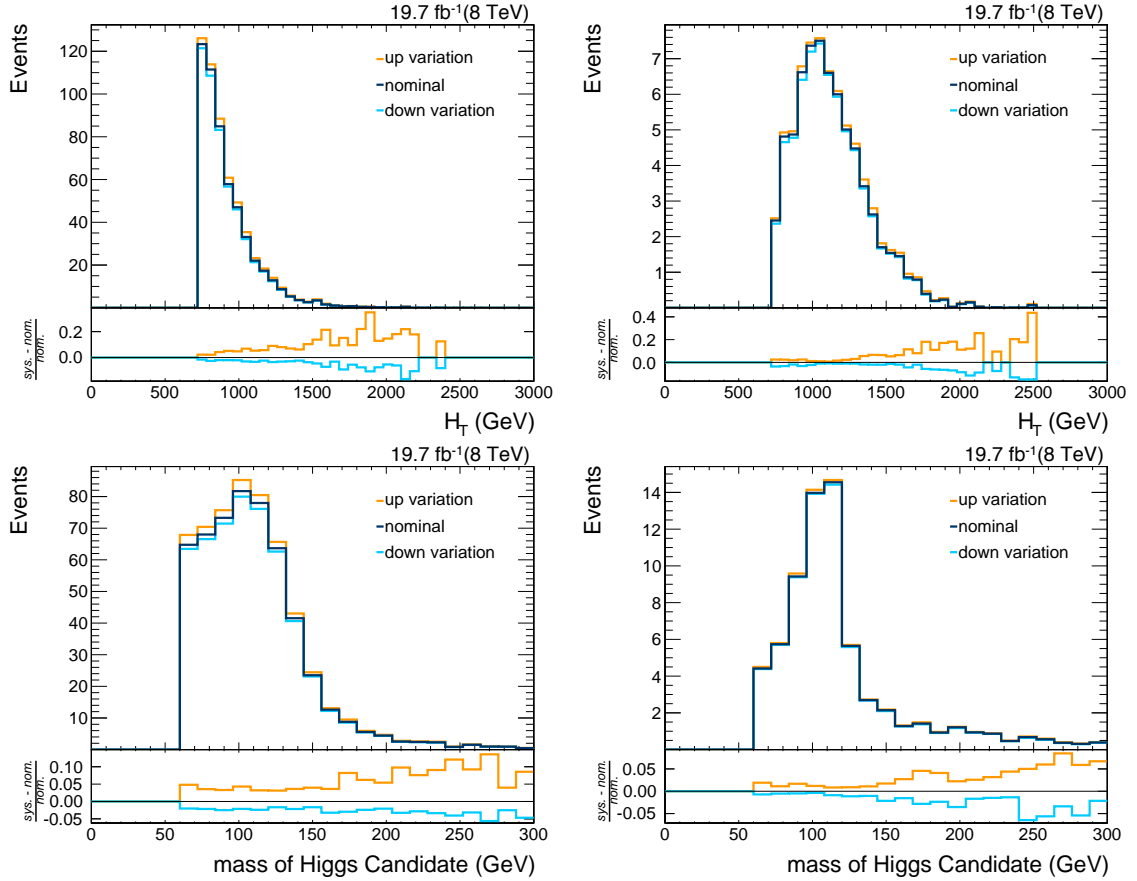 19.7 fb⁻¹(8 TeV)
Events
120
100
80
60
40
20
up variation
nominal
down variation
sys. - nom.
nom.
0.2
0.0
0 500 1000 1500 2000 2500 3000
H_T (GeV)
19.7 fb⁻¹(8 TeV)
Events
7
6
5
4
3
2
1
up variation
nominal
down variation
sys. - nom.
nom.
0.4
0.2
0.0
0 500 1000 1500 2000 2500 3000
H_T (GeV)
19.7 fb⁻¹(8 TeV)
Events
80
70
60
50
40
30
20
10
up variation
nominal
down variation
sys. - nom.
nom.
0.10
0.05
0.00
-0.05
0 50 100 150 200 250 300
mass of Higgs Candidate (GeV)
19.7 fb⁻¹(8 TeV)
Events
14
12
10
8
6
4
2
up variation
nominal
down variation
sys. - nom.
nom.
0.05
0.00
-0.05
0 50 100 150 200 250 300
mass of Higgs Candidate (GeV)